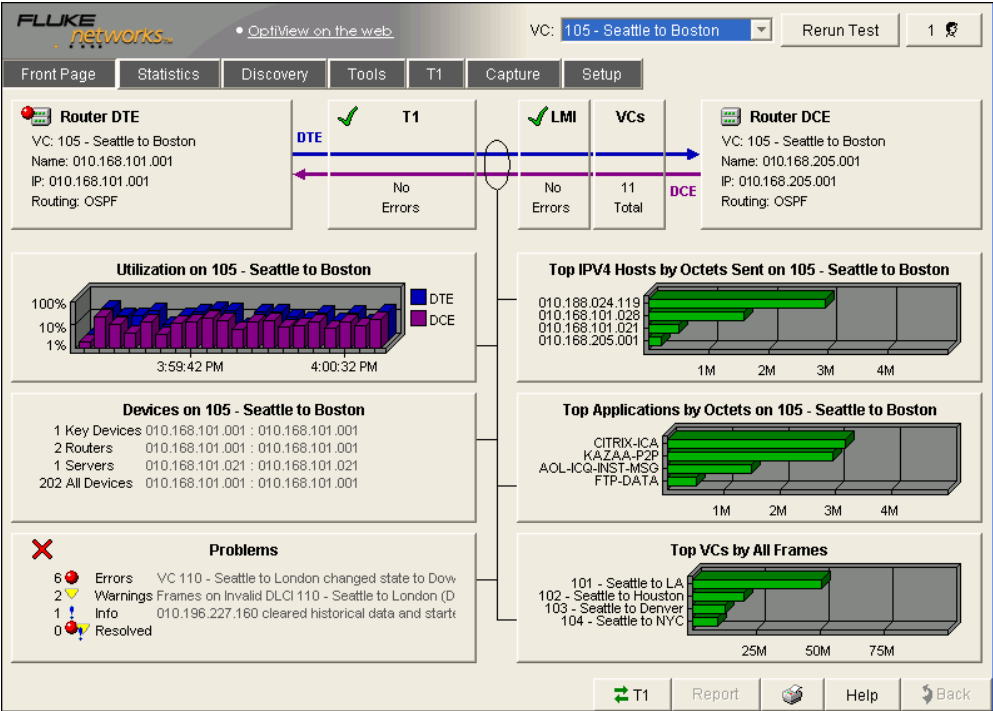 FLUKE
networks™
• OptiView on the web
VC: 105 - Seattle to Boston
Rerun Test
1
Front Page
Statistics
Discovery
Tools
T1
Capture
Setup
Router DTE
VC: 105 - Seattle to Boston
Name: 010.168.101.001
IP: 010.168.101.001
Routing: OSPF
DTE
T1
No
Errors
LMI
No
Errors
VCs
11
Total
DCE
Router DCE
VC: 105 - Seattle to Boston
Name: 010.168.205.001
IP: 010.168.205.001
Routing: OSPF
Utilization on 105 - Seattle to Boston
100%
10%
1%
DTE
DCE
3:59:42 PM
4:00:32 PM
Top IPV4 Hosts by Octets Sent on 105 - Seattle to Boston
010.188.024.119
010.168.101.028
010.168.101.021
010.168.205.001
1M 2M 3M 4M
Devices on 105 - Seattle to Boston
1 Key Devices 010.168.101.001 : 010.168.101.001
2 Routers 010.168.101.001 : 010.168.101.001
1 Servers 010.168.101.021 : 010.168.101.021
202 All Devices 010.168.101.001 : 010.168.101.001
Top Applications by Octets on 105 - Seattle to Boston
CITRIX-ICA
KAZAA-P2P
AOL-ICQ-INST-MSG
FTP-DATA
1M 2M 3M 4M
Problems
6 Errors VC 110 - Seattle to London changed state to Dow
2 Warnings Frames on Invalid DLCI 110 - Seattle to London (D
1 Info 010.196.227.160 cleared historical data and starte
0 Resolved
Top VCs by All Frames
101 - Seattle to LA
102 - Seattle to Houston
103 - Seattle to Denver
104 - Seattle to NYC
25M 50M 75M
T1
Report
Help
Back